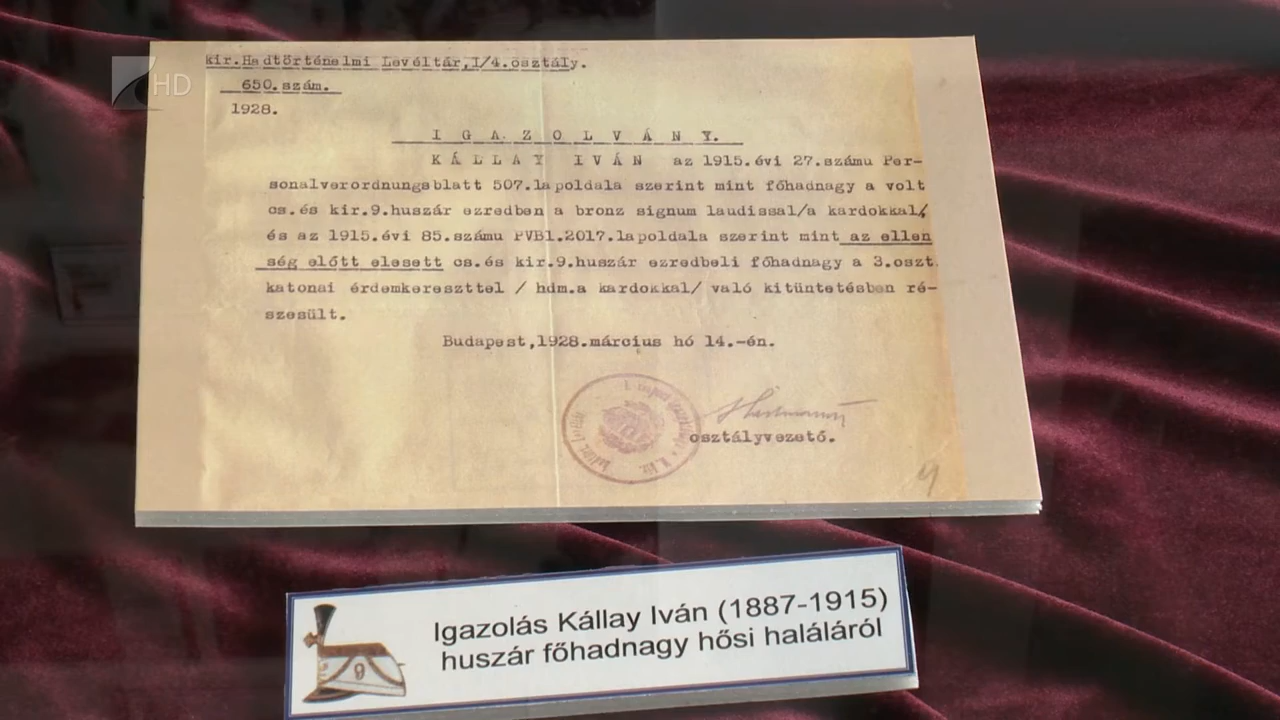 HD
kir.Hadtörténelmi Levéltár,I/4.osztály.
650.szám.
1928.
I G A Z O L V Á N Y.
K Á L L A Y I V Á N az 1915.évi 27.számu Per-
sonalverordnungsblatt 507.lapoldala szerint mint főhadnagy a volt
cs.és kir.9.huszár ezredben a bronz signum laudissal/a kardokkal/
és az 1915.évi 85.számu PVB1.2017.lapoldala szerint mint az ellen
ség előtt elesett cs.és kir.9.huszár ezredbeli főhadnagy a 3.oszt.
katonai érdemkereszttel / hdm.a kardokkal/ való kitüntetésben ré-
szesült.
Budapest,1928.március hó 14.-én.
osztályvezető.
9
Igazolás Kállay Iván (1887-1915)
huszár főhadnagy hősi haláláról